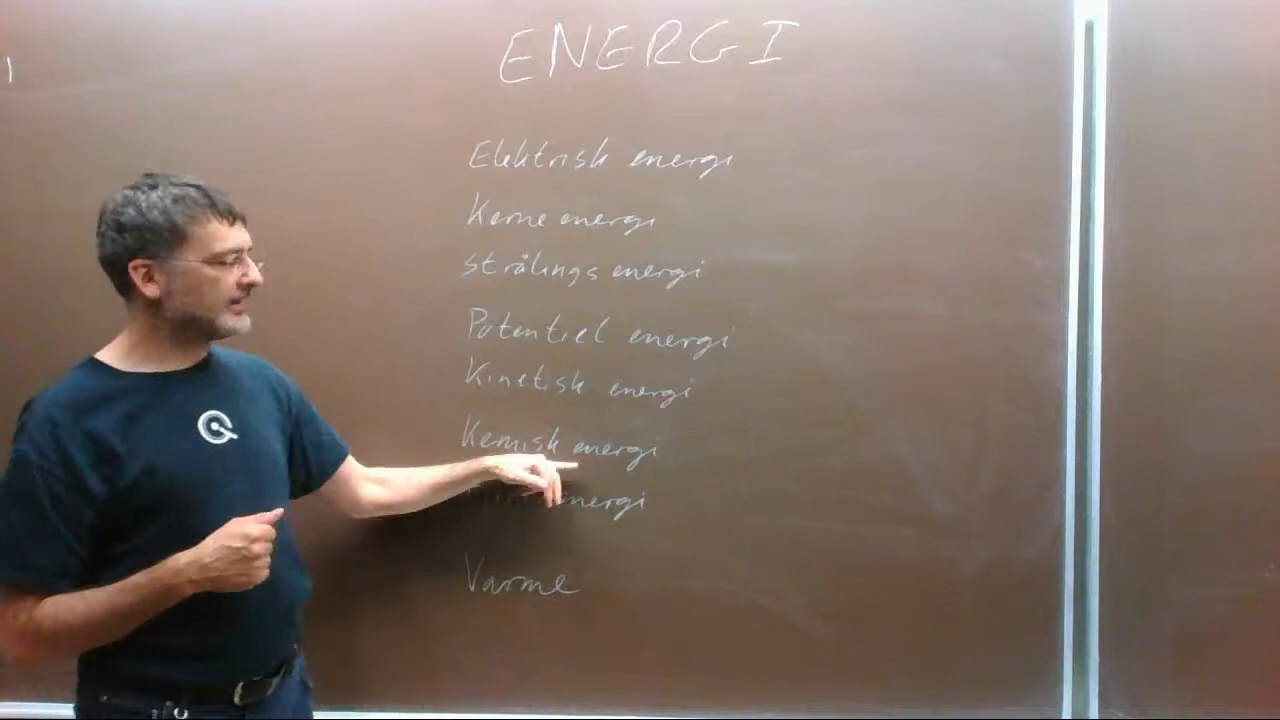 ENERGI
Elektrisk energi
Kerne energi
strålings energi
Potentiel energi
Kinetisk energi
Kemisk energi
energi
Varme